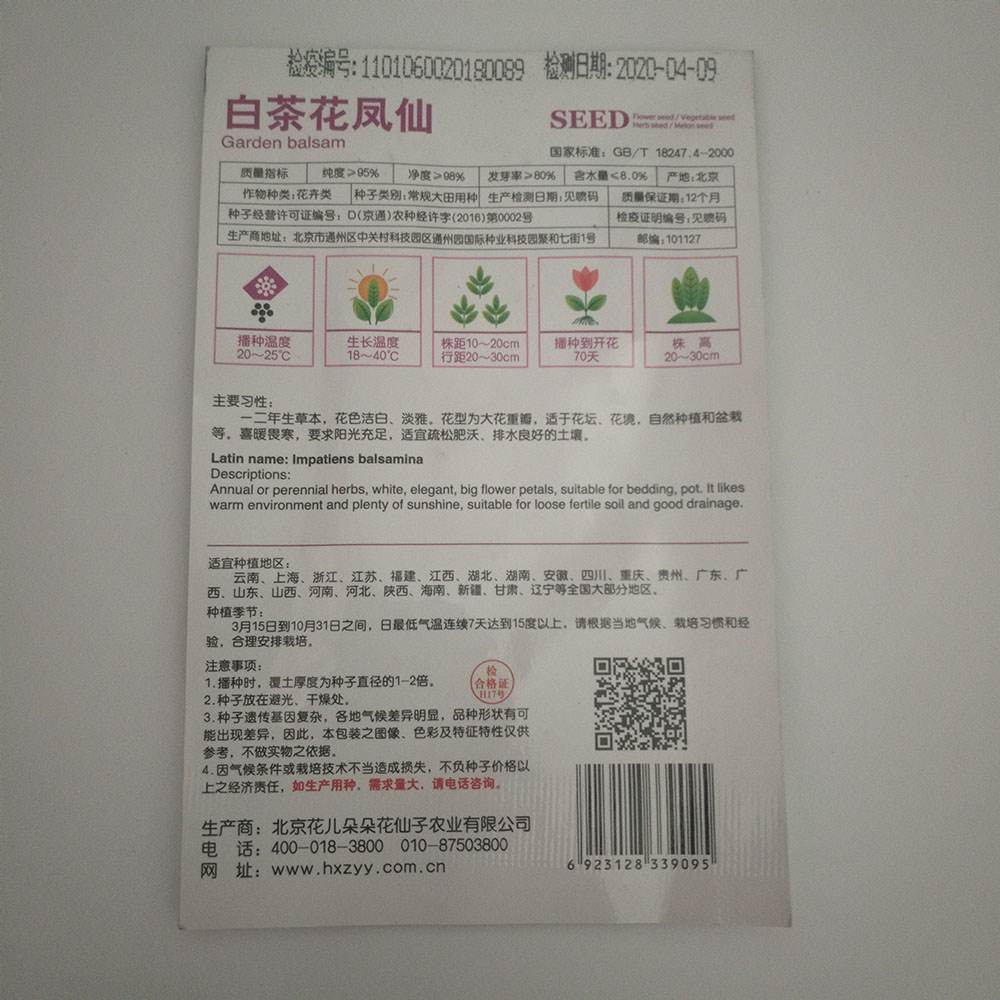 检疫编号:1101060020180089 检测日期:2020-04-09
白茶花凤仙
Garden balsam
SEED Flower seed / Vegetable seed
Herb seed / Melon seed
国家标准: GB/T 18247.4-2000
质量指标 纯度≥95% 净度≥98% 发芽率≥80% 含水量≤8.0% 产地:北京
作物种类:花卉类 种子类别:常规大田用种 生产检测日期:见喷码 质量保证期:12个月
种子经营许可证编号: D(京通)农种经许字(2016)第0002号 检疫证明编号:见喷码
生产商地址: 北京市通州区中关村科技园区通州园国际种业科技园聚和七街1号 邮编:101127
播种温度
20~25℃
生长温度
18~40℃
株距10~20cm
行距20~30cm
播种到开花
70天
株 高
20~30cm
主要习性:
一二年生草本，花色洁白、淡雅。花型为大花重瓣，适于花坛、花境，自然种植和盆栽
等。喜暖畏寒，要求阳光充足，适宜疏松肥沃、排水良好的土壤。
Latin name: Impatiens balsamina
Descriptions:
Annual or perennial herbs, white, elegant, big flower petals, suitable for bedding, pot. It likes
warm environment and plenty of sunshine, suitable for loose fertile soil and good drainage.
适宜种植地区:
云南、上海、浙江、江苏、福建、江西、湖北、湖南、安徽、四川、重庆、贵州、广东、广
西、山东、山西、河南、河北、陕西、海南、新疆、甘肃、辽宁等全国大部分地区。
种植季节:
3月15日到10月31日之间，日最低气温连续7天达到15度以上，请根据当地气候、栽培习惯和经
验，合理安排栽培。
注意事项:
1.播种时，覆土厚度为种子直径的1-2倍。
2.种子放在避光、干燥处。
3.种子遗传基因复杂，各地气候差异明显，品种形状有可
能出现差异，因此，本包装之图像、色彩及特征特性仅供
参考，不做实物之依据。
4.因气候条件或栽培技术不当造成损失，不负种子价格以
上之经济责任，如生产用种，需求量大，请电话咨询。
检
合格证
H17号
生产商: 北京花儿朵朵花仙子农业有限公司
电 话: 400-018-3800 010-87503800
网 址: www.hxzyy.com.cn
6 923128 339095